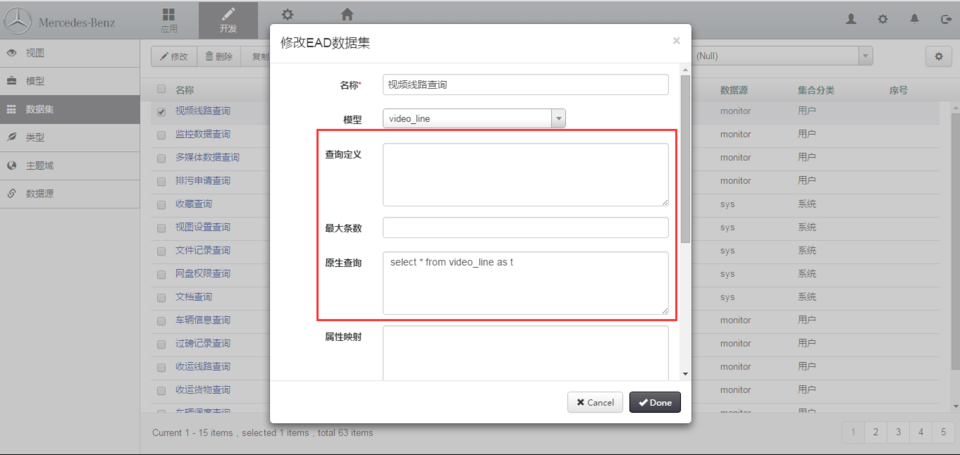 Mercedes-Benz
应用
开发
视图
模型
数据集
类型
主题域
数据源
修改
删除
(Null)
名称
数据源
集合分类
序号
视频线路查询
monitor
用户
监控数据查询
monitor
用户
多媒体数据查询
monitor
用户
排污申请查询
monitor
用户
收藏查询
sys
系统
视图设置查询
sys
系统
文件记录查询
sys
系统
网盘权限查询
sys
系统
文档查询
sys
系统
车辆信息查询
monitor
用户
过磅记录查询
monitor
用户
收运线路查询
monitor
用户
收运货物查询
monitor
用户
monitor
用户
Current 1 - 15 items , selected 1 items , total 63 items
1 2 3 4 5
修改EAD数据集
×
名称*
视频线路查询
模型
video_line
查询定义
最大条数
原生查询
select * from video_line as t
属性映射
Cancel
Done